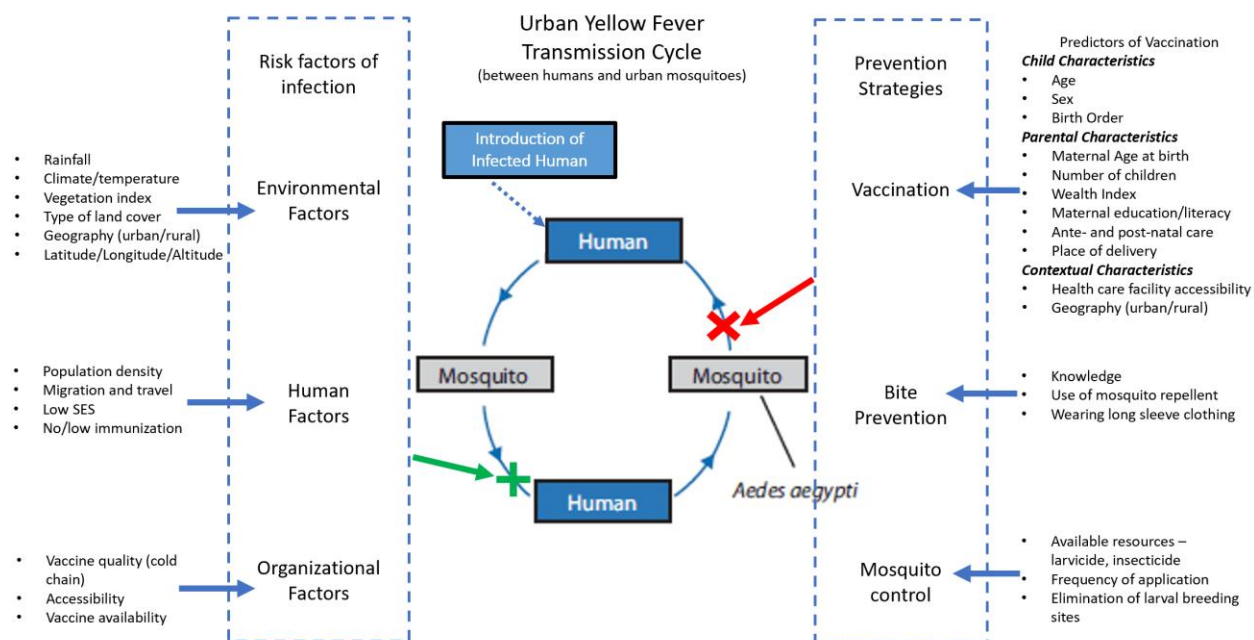 Urban Yellow Fever
Transmission Cycle
(between humans and urban mosquitoes)
Risk factors of
infection
• Rainfall
• Climate/temperature
• Vegetation index
• Type of land cover
• Geography (urban/rural)
• Latitude/Longitude/Altitude
Environmental
Factors
• Population density
• Migration and travel
• Low SES
• No/low immunization
Human
Factors
• Vaccine quality (cold
chain)
• Accessibility
• Vaccine availability
Organizational
Factors
Introduction of
Infected Human
Human
Mosquito
Mosquito
Human
Aedes aegypti
Prevention
Strategies
Vaccination
Bite
Prevention
Mosquito
control
Predictors of Vaccination
Child Characteristics
• Age
• Sex
• Birth Order
Parental Characteristics
• Maternal Age at birth
• Number of children
• Wealth Index
• Maternal education/literacy
• Ante- and post-natal care
• Place of delivery
Contextual Characteristics
• Health care facility accessibility
• Geography (urban/rural)
• Knowledge
• Use of mosquito repellent
• Wearing long sleeve clothing
• Available resources –
larvicide, insecticide
• Frequency of application
• Elimination of larval breeding
sites